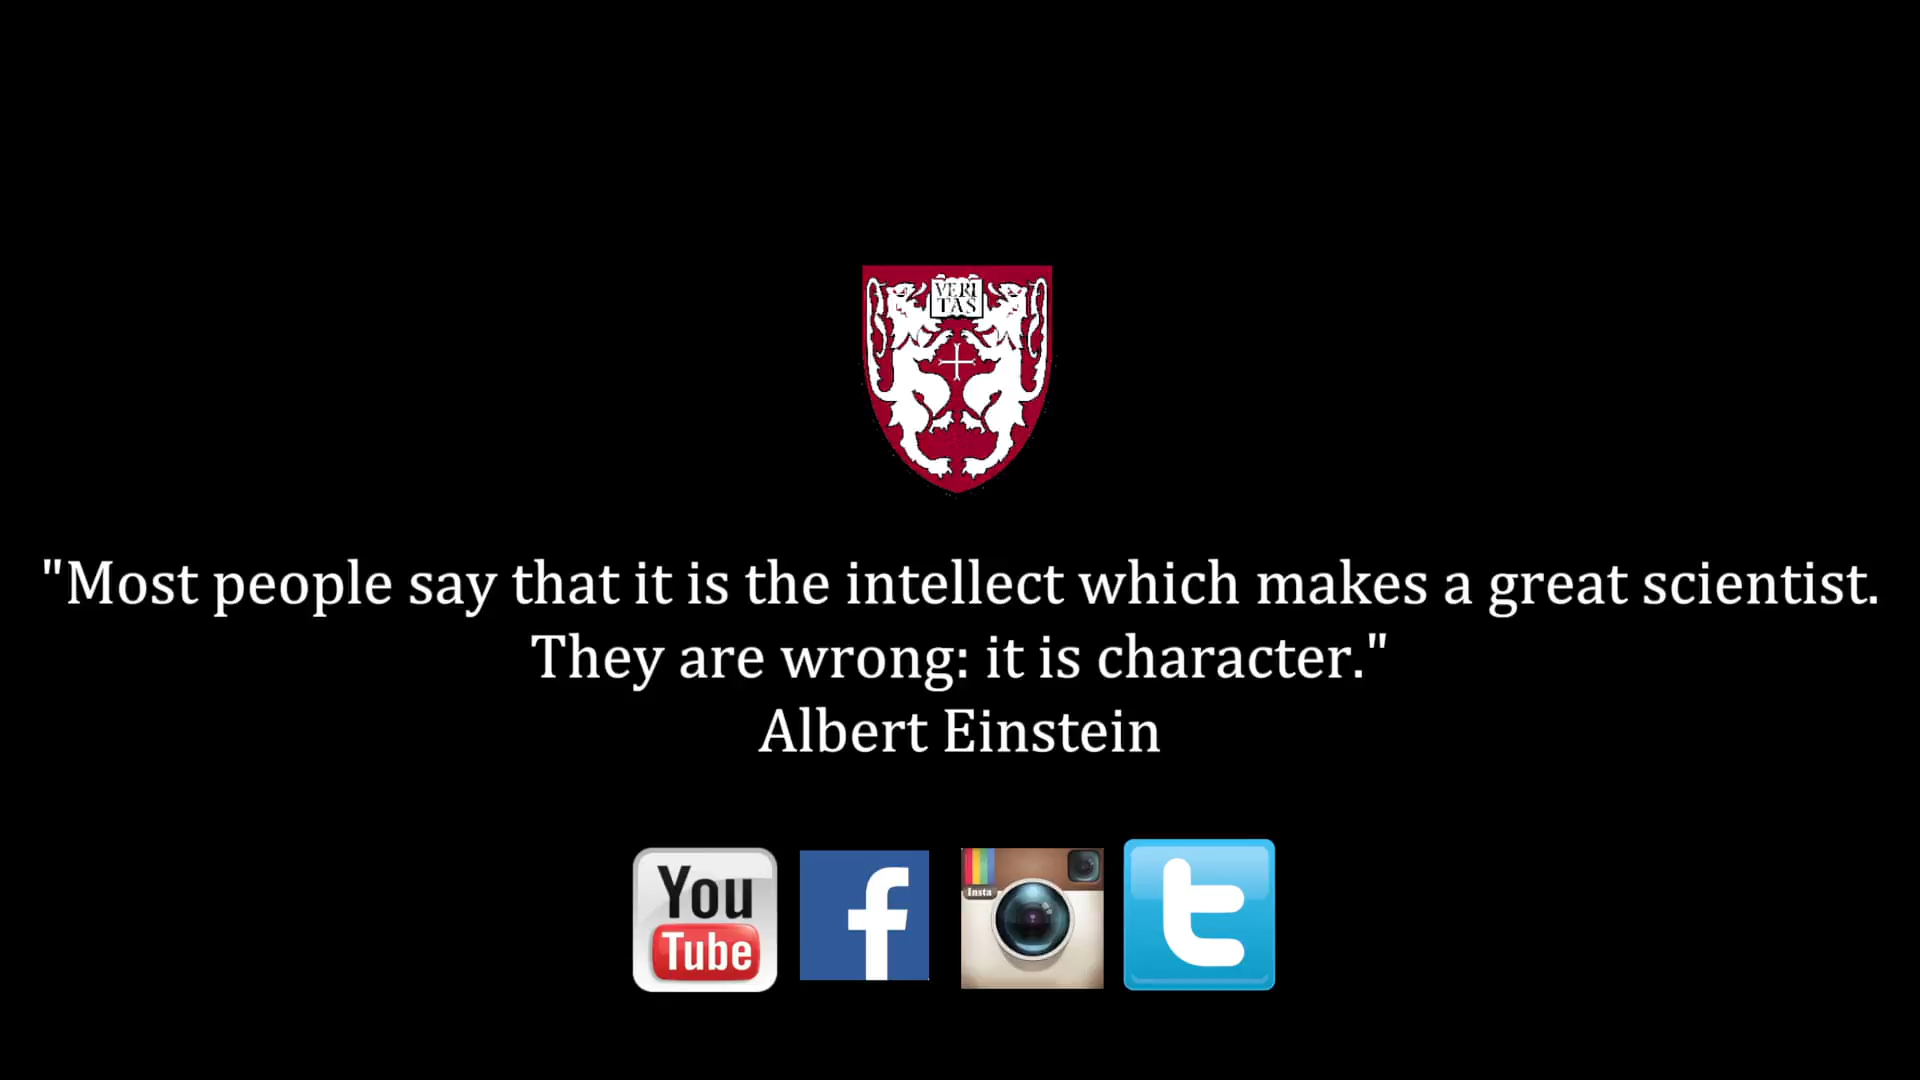 VERI
TAS
"Most people say that it is the intellect which makes a great scientist.
They are wrong: it is character."
Albert Einstein
You
Tube
f
Insta
t